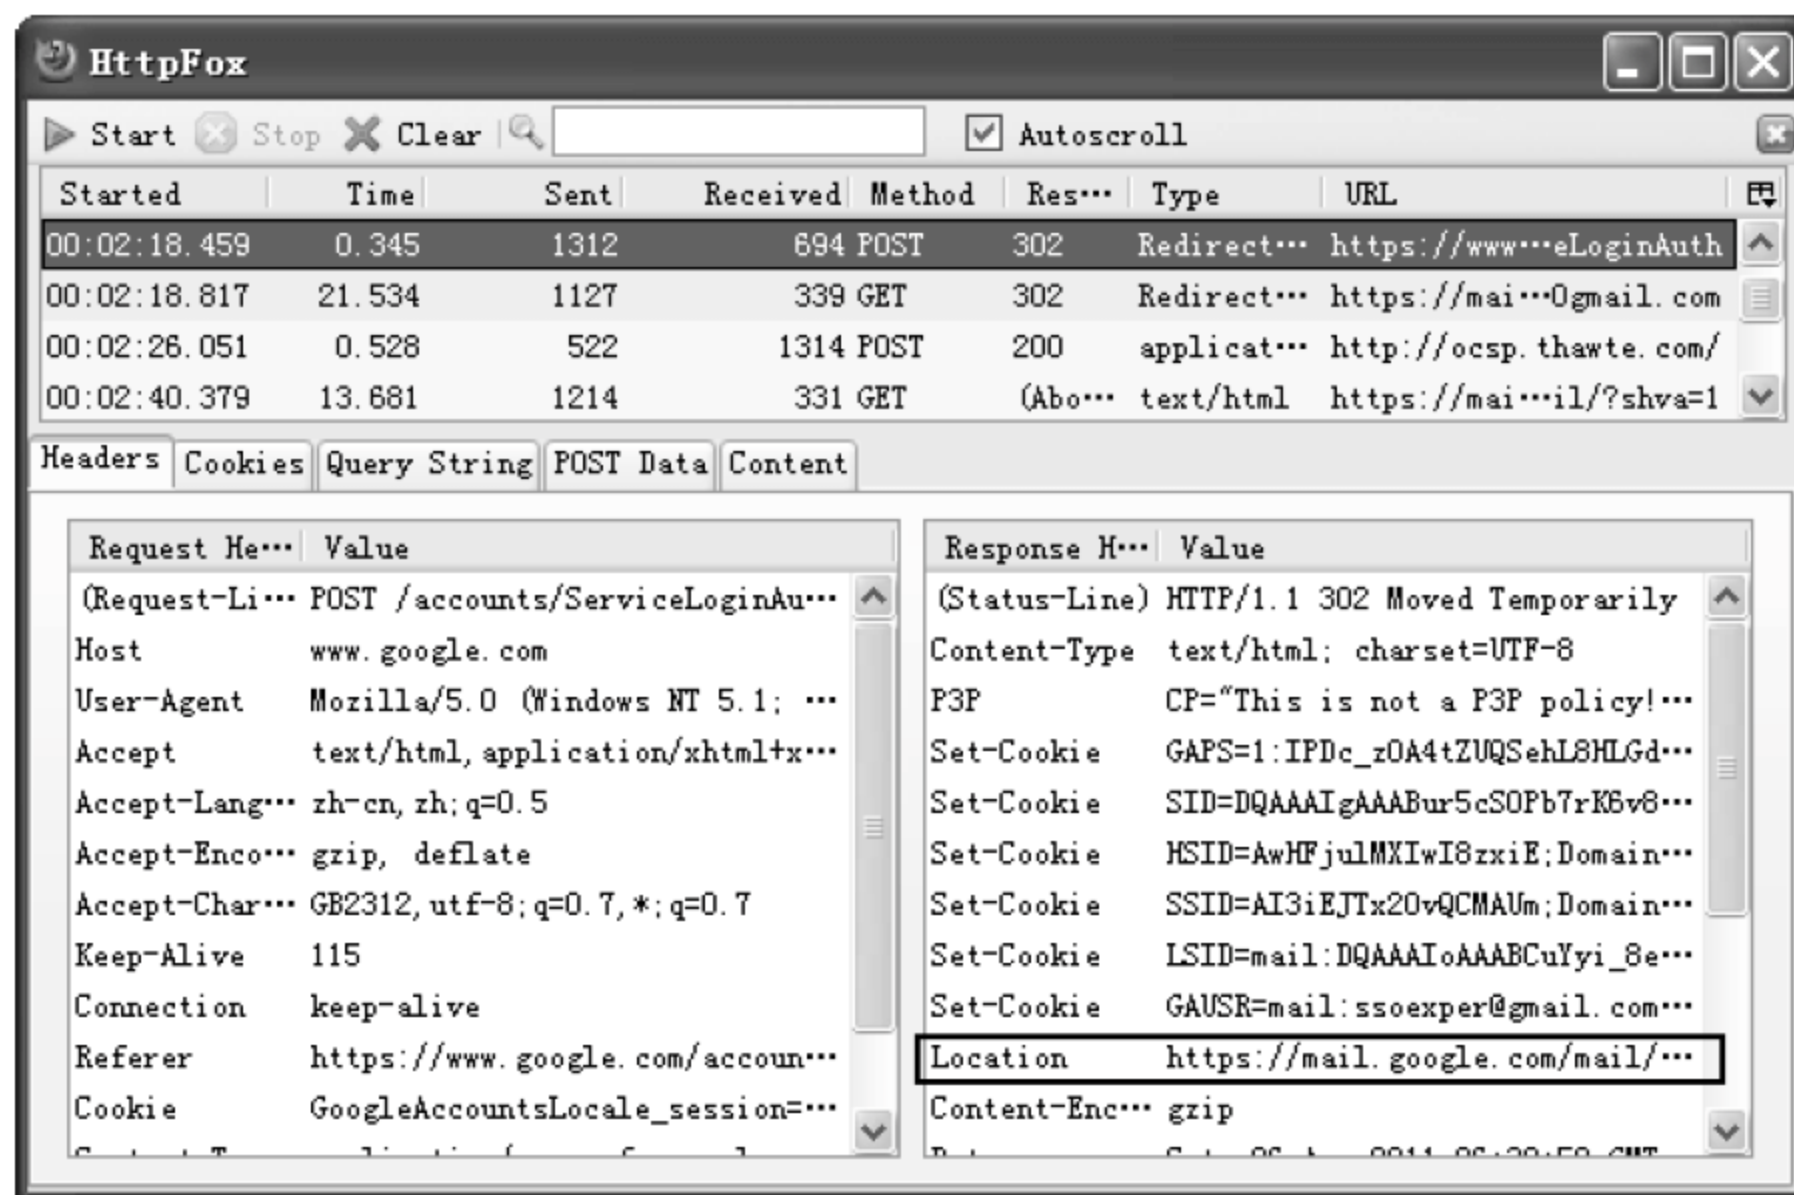 HttpFox
Start Stop Clear Autoscroll
Started Time Sent Received Method Res··· Type URL
00:02:18.459 0.345 1312 694 POST 302 Redirect··· https://www···eLoginAuth
00:02:18.817 21.534 1127 339 GET 302 Redirect··· https://mai···0gmail.com
00:02:26.051 0.528 522 1314 POST 200 applicat··· http://ocsp.thawte.com/
00:02:40.379 13.681 1214 331 GET (Abo··· text/html https://mai···il/?shva=1
Headers Cookies Query String POST Data Content
Request He··· Value
(Request-Li··· POST /accounts/ServiceLoginAu···
Host www.google.com
User-Agent Mozilla/5.0 (Windows NT 5.1; ···
Accept text/html,application/xhtml+x···
Accept-Lang··· zh-cn,zh;q=0.5
Accept-Enco··· gzip, deflate
Accept-Char··· GB2312,utf-8;q=0.7,*;q=0.7
Keep-Alive 115
Connection keep-alive
Referer https://www.google.com/accoun···
Cookie GoogleAccountsLocale_session=···
Response H··· Value
(Status-Line) HTTP/1.1 302 Moved Temporarily
Content-Type text/html; charset=UTF-8
P3P CP="This is not a P3P policy!···
Set-Cookie GAPS=1:IPDc_zOA4tZUQSehL8HLGd···
Set-Cookie SID=DQAAAIgAAABur5cSOPb7rK6v8···
Set-Cookie HSID=AwHFjulMXIwI8zxiE;Domain···
Set-Cookie SSID=AI3iEJTx2OvQCMAUm;Domain···
Set-Cookie LSID=mail:DQAAAIoAAABCuYyi_8e···
Set-Cookie GAUSR=mail:ssoexper@gmail.com···
Location https://mail.google.com/mail/···
Content-Enc··· gzip